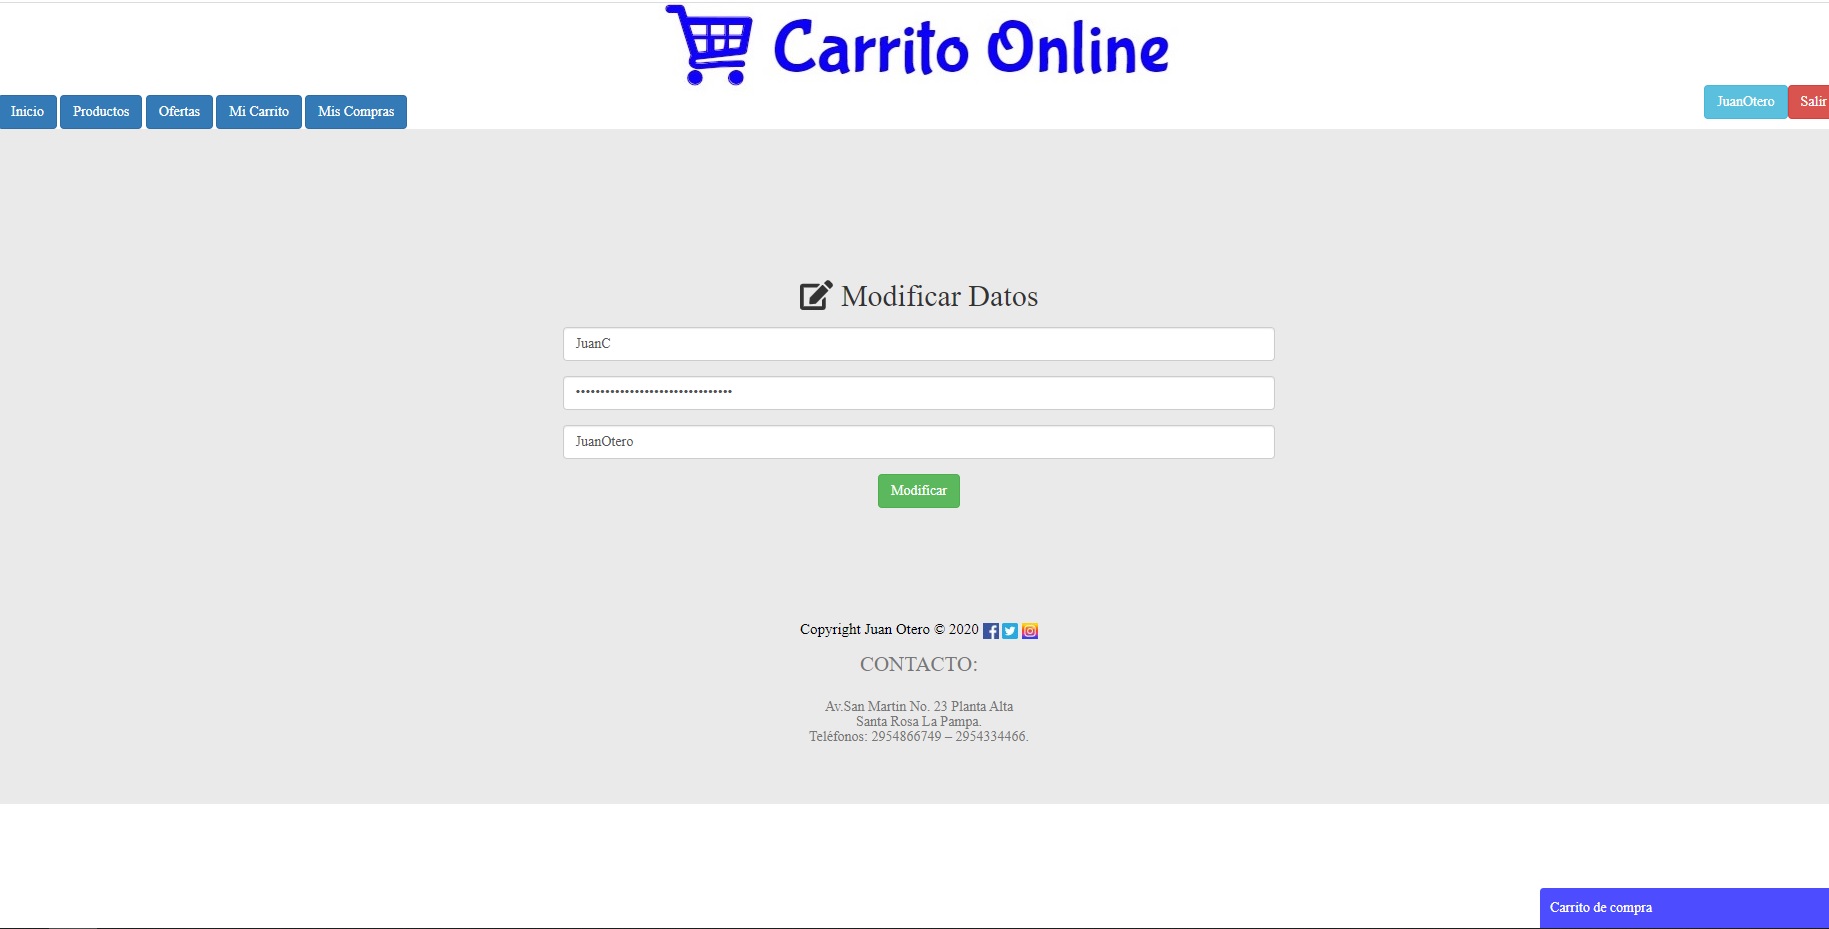 Carrito Online
Inicio Productos Ofertas Mi Carrito Mis Compras JuanOtero Salir
Modificar Datos
JuanC
••••••••••••••••••••••••••••••••
JuanOtero
Modificar
Copyright Juan Otero © 2020
CONTACTO:
Av.San Martin No. 23 Planta Alta
Santa Rosa La Pampa.
Teléfonos: 2954866749 – 2954334466.
Carrito de compra